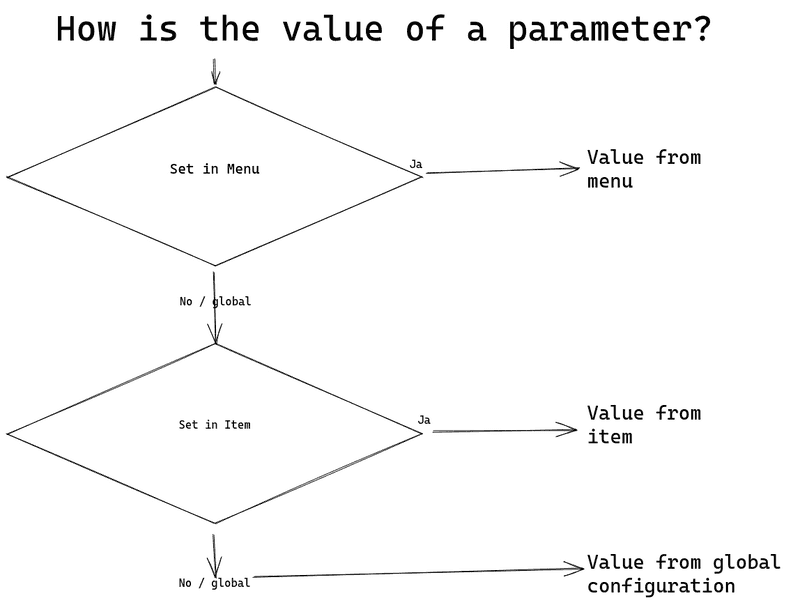 How is the value of a parameter?
Set in Menu
Ja
Value from
menu
No / global
Set in Item
Ja
Value from
item
No / global
Value from global
configuration